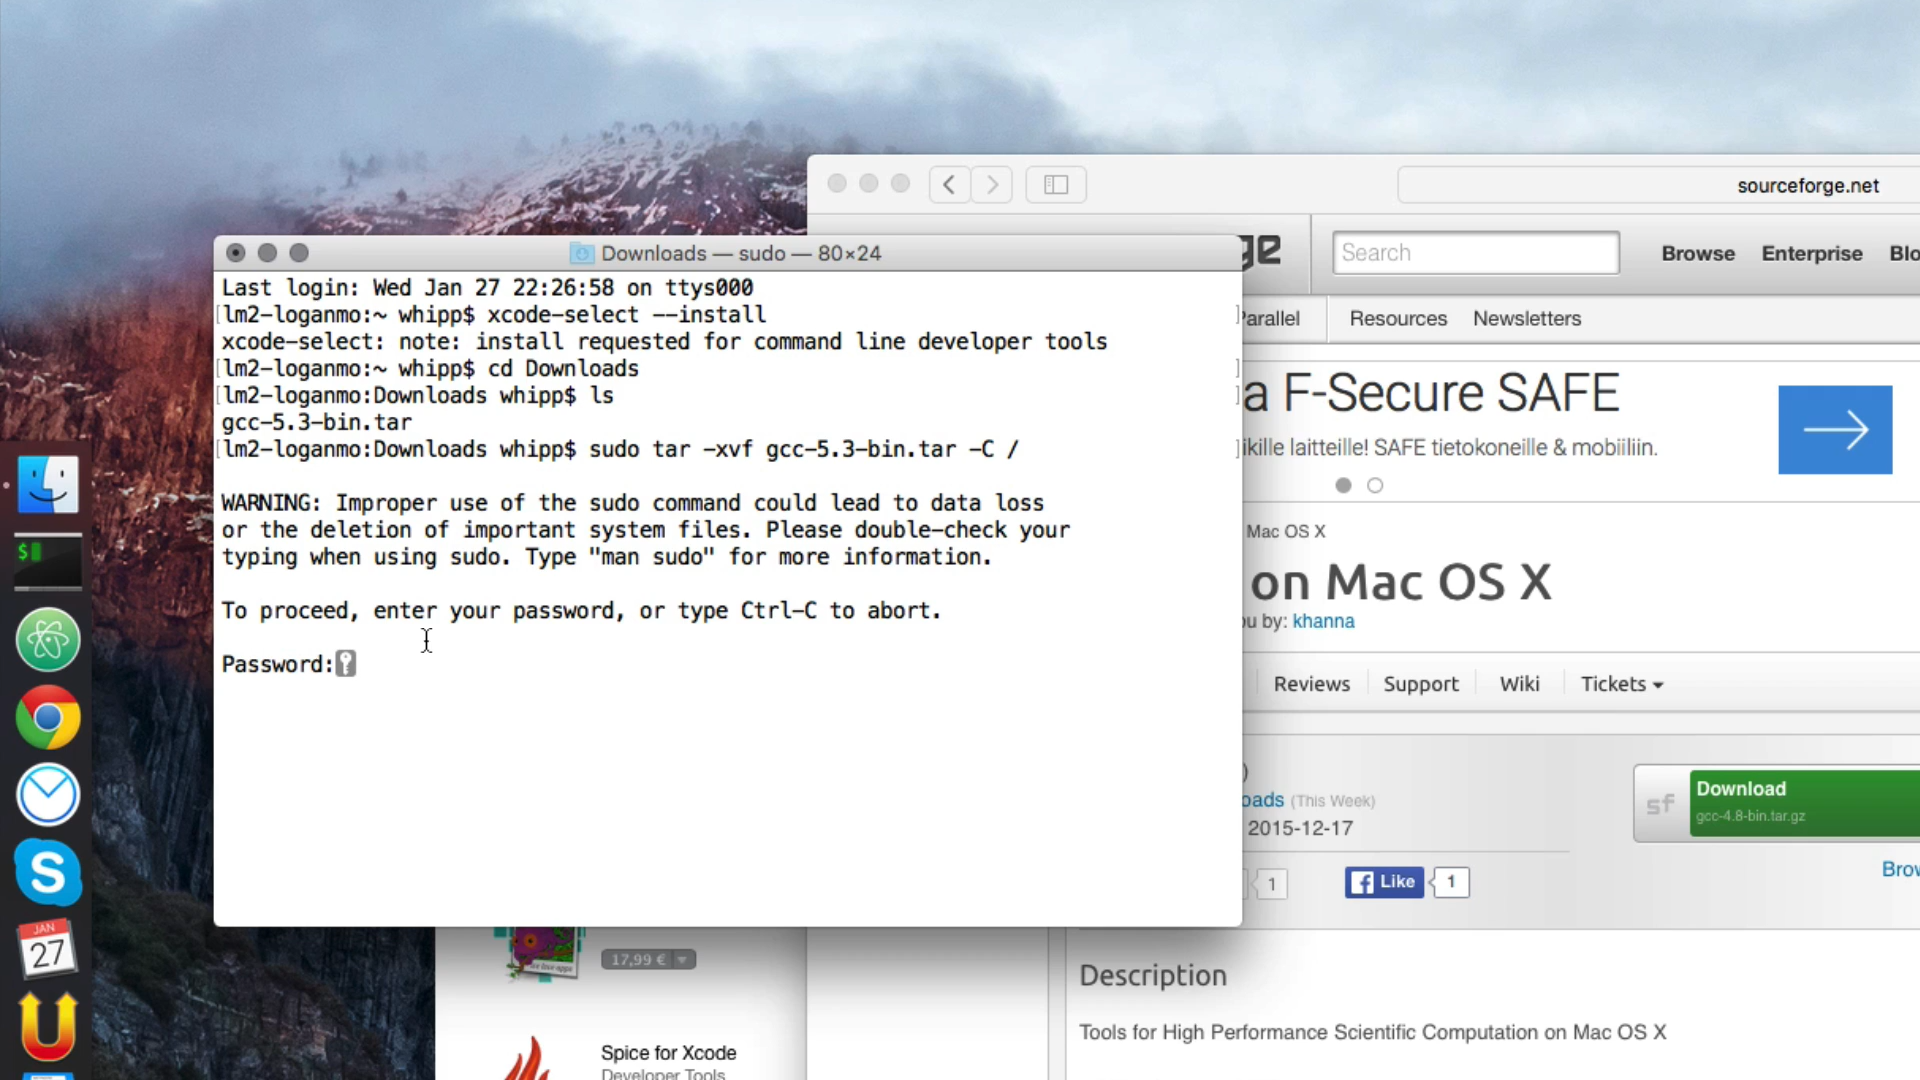 sourceforge.net
Search
Browse
Enterprise
Resources
Newsletters
Downloads — sudo — 80×24
Last login: Wed Jan 27 22:26:58 on ttys000
lm2-loganmo:~ whipp$ xcode-select --install
xcode-select: note: install requested for command line developer tools
lm2-loganmo:~ whipp$ cd Downloads
lm2-loganmo:Downloads whipp$ ls
gcc-5.3-bin.tar
lm2-loganmo:Downloads whipp$ sudo tar -xvf gcc-5.3-bin.tar -C /
WARNING: Improper use of the sudo command could lead to data loss
or the deletion of important system files. Please double-check your
typing when using sudo. Type "man sudo" for more information.
To proceed, enter your password, or type Ctrl-C to abort.
Password:
a F-Secure SAFE
laitteille! SAFE tietokoneille & mobiiliin.
Mac OS X
on Mac OS X
by: khanna
Reviews
Support
Wiki
Tickets
(This Week)
2015-12-17
sf
Download
gcc-4.8-bin.tar.gz
1
Like
1
Description
Tools for High Performance Scientific Computation on Mac OS X
17,99 €
Spice for Xcode
Developer Tools
$
S
JAN
27